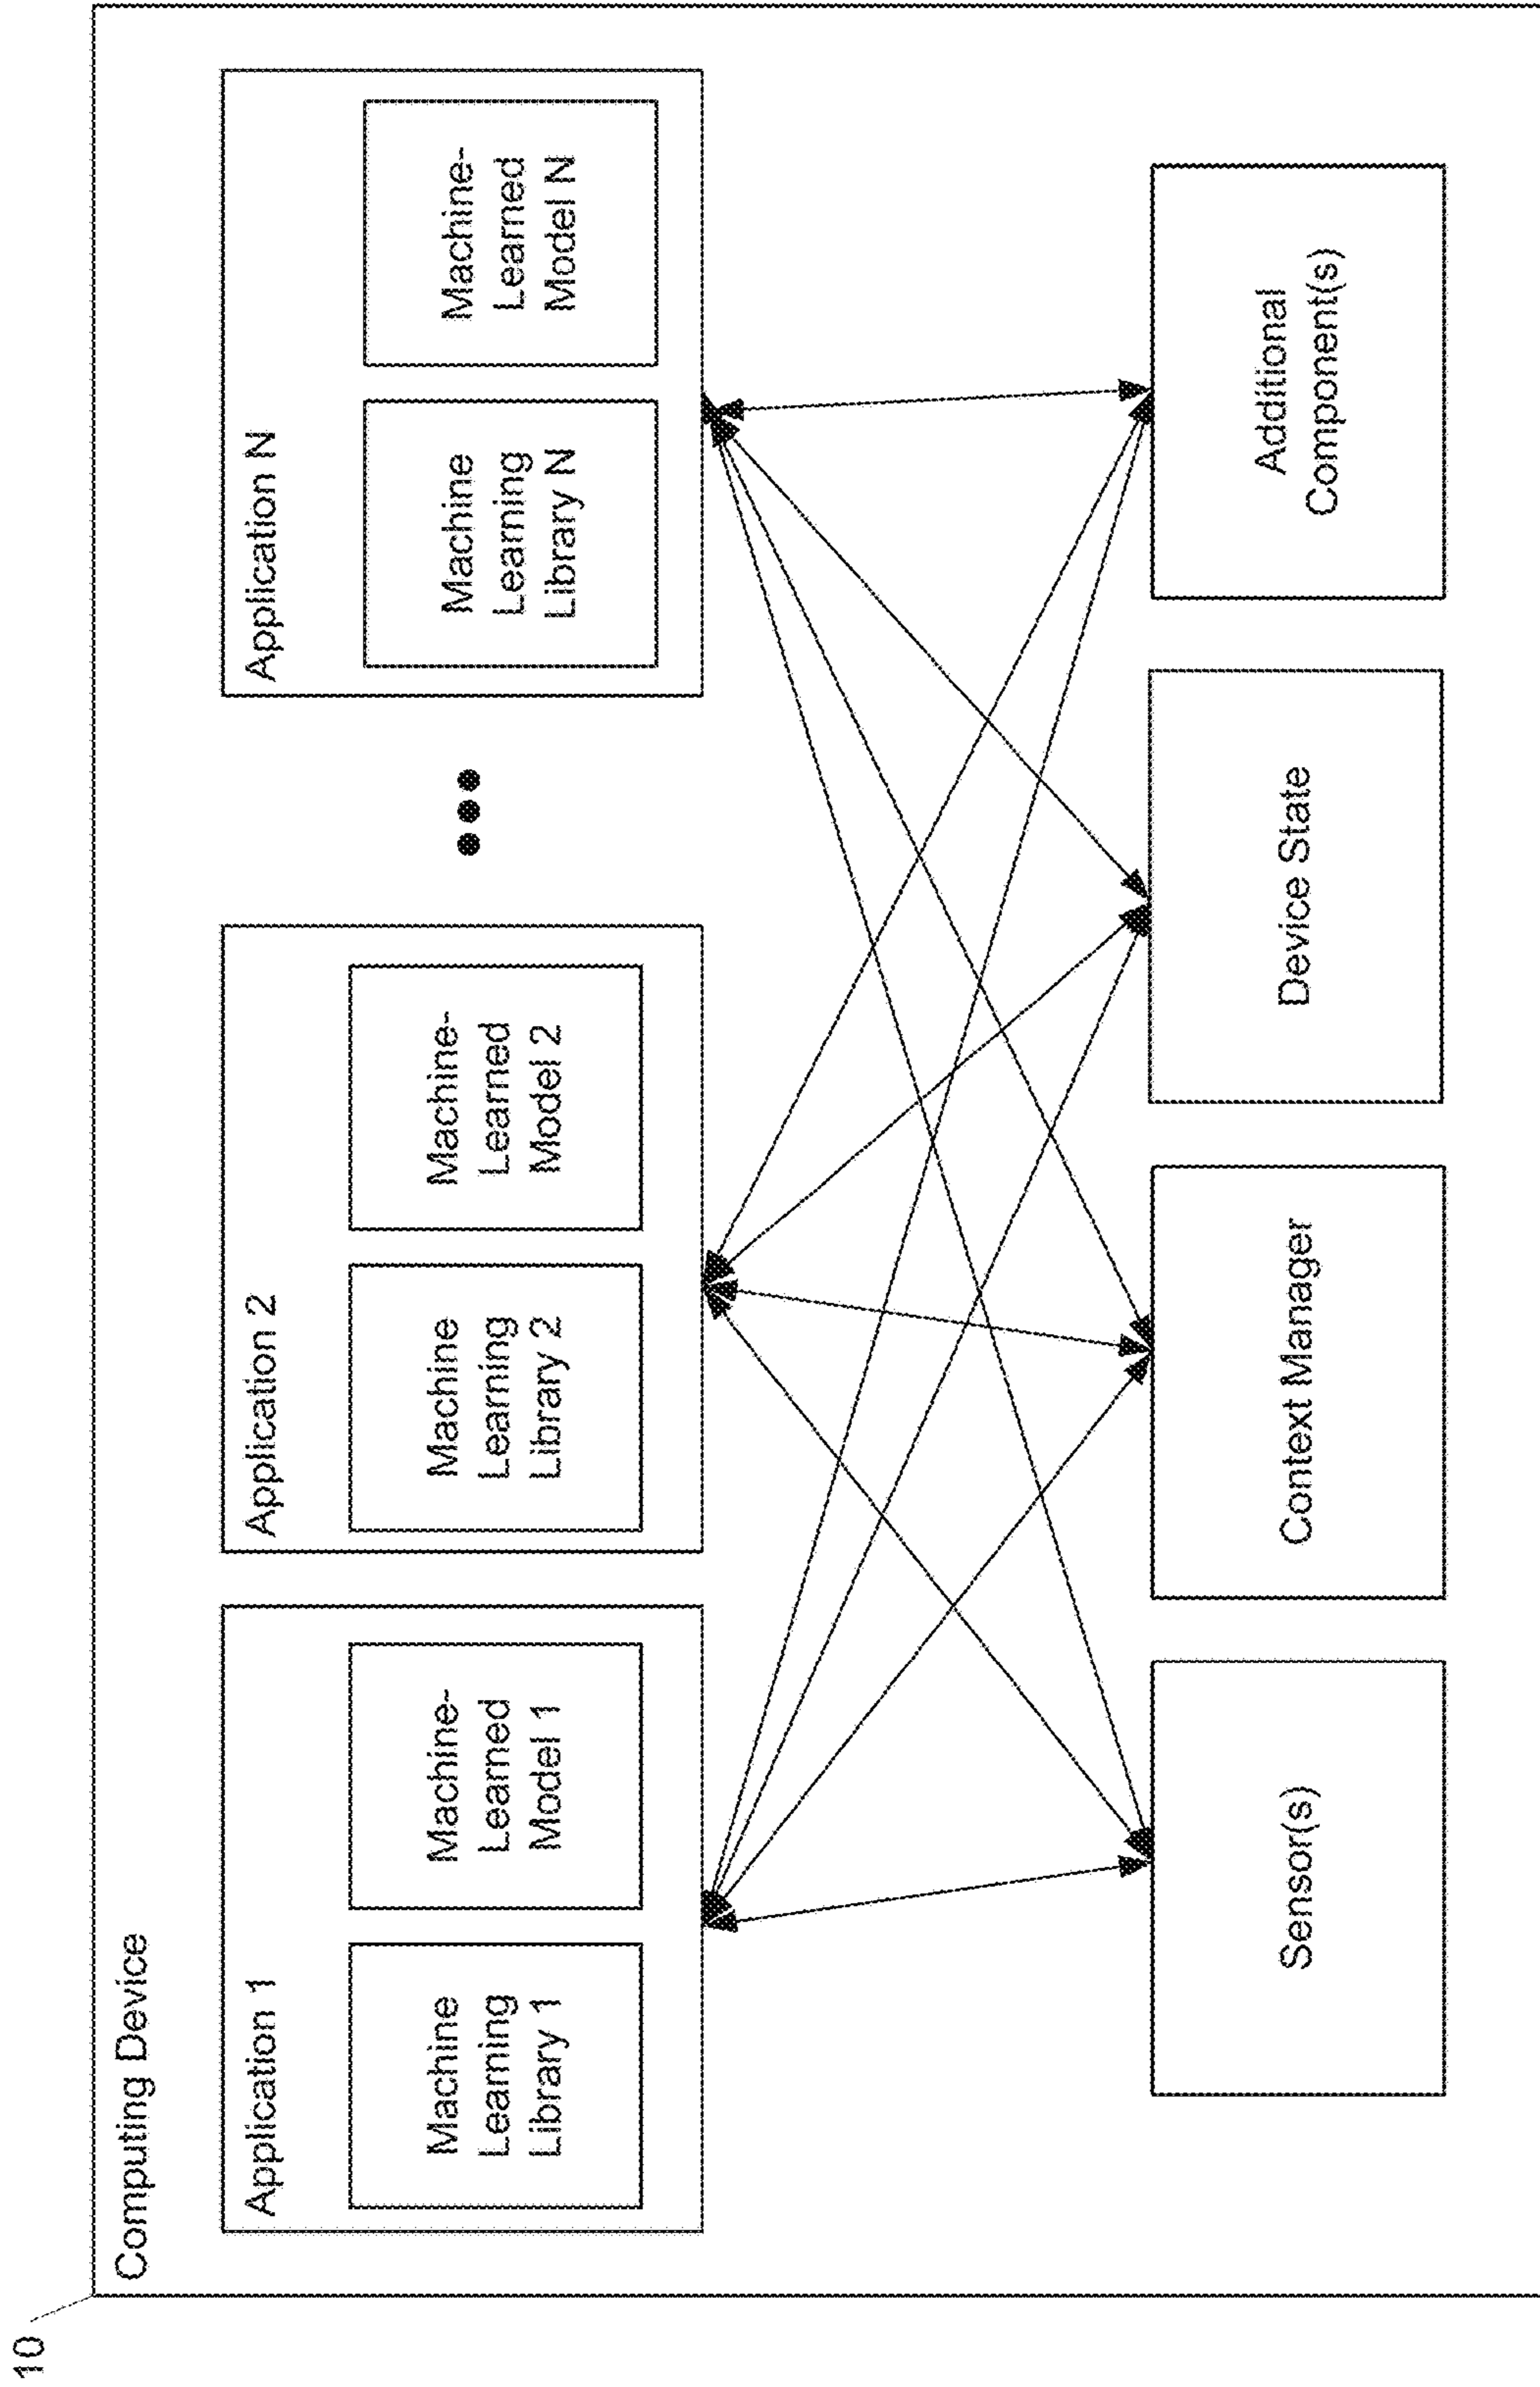 10
Computing Device
Application 1
Machine
Learning
Library 1
Machine-
Learned
Model 1
Application 2
Machine
Learning
Library 2
Machine-
Learned
Model 2
Application N
Machine
Learning
Library N
Machine-
Learned
Model N
Sensor(s)
Context Manager
Device State
Additional
Component(s)